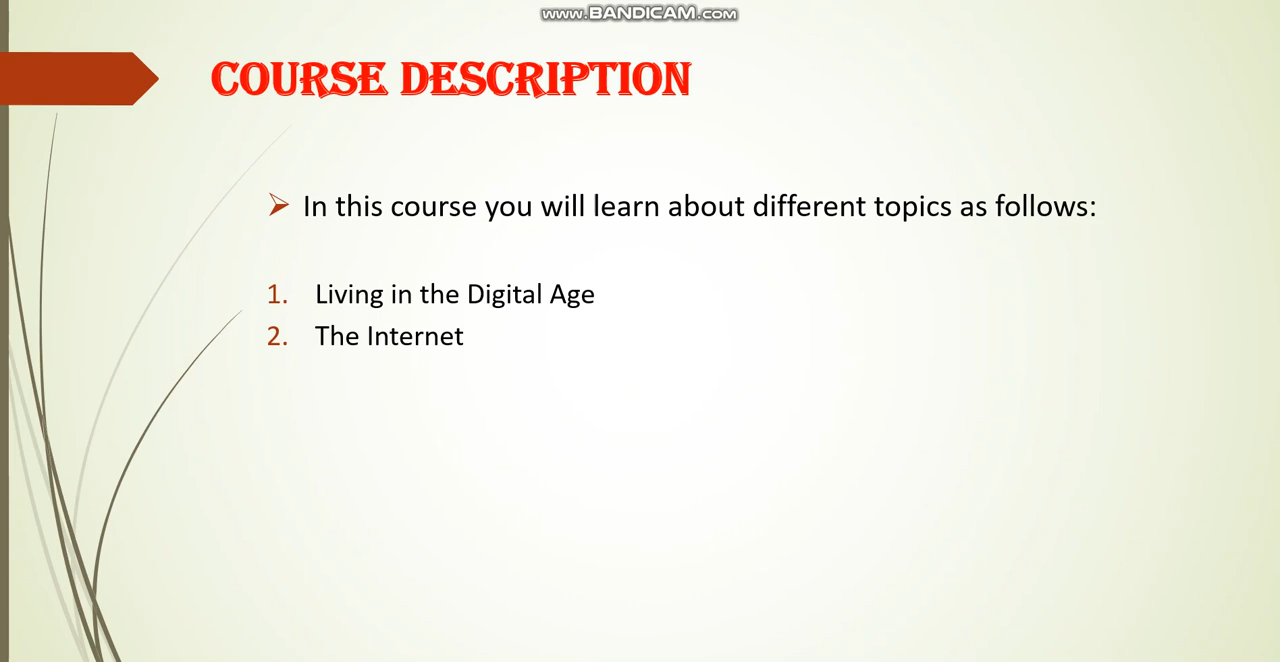 www.BANDICAM.com
COURSE DESCRIPTION
➢ In this course you will learn about different topics as follows:
1. Living in the Digital Age
2. The Internet